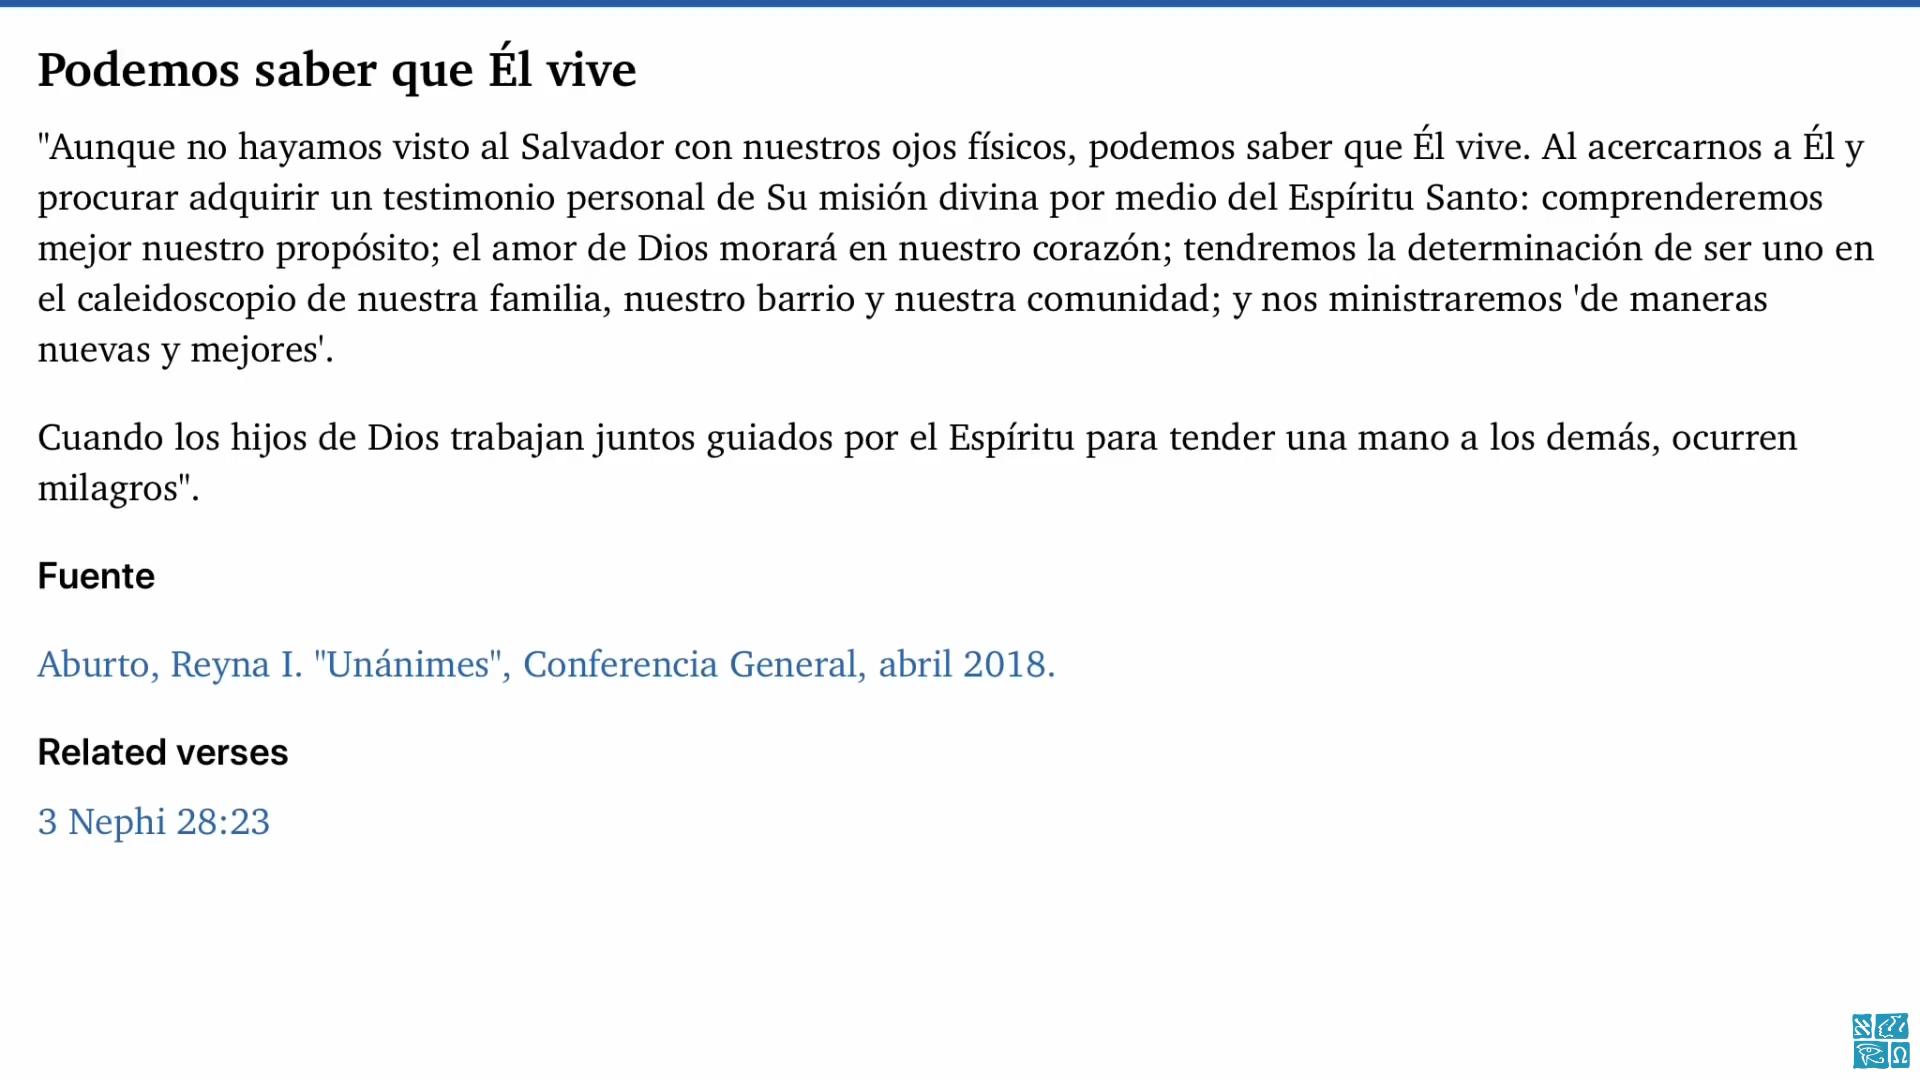 Podemos saber que Él vive
"Aunque no hayamos visto al Salvador con nuestros ojos físicos, podemos saber que Él vive. Al acercarnos a Él y
procurar adquirir un testimonio personal de Su misión divina por medio del Espíritu Santo: comprenderemos
mejor nuestro propósito; el amor de Dios morará en nuestro corazón; tendremos la determinación de ser uno en
el caleidoscopio de nuestra familia, nuestro barrio y nuestra comunidad; y nos ministraremos 'de maneras
nuevas y mejores'.
Cuando los hijos de Dios trabajan juntos guiados por el Espíritu para tender una mano a los demás, ocurren
milagros".
Fuente
Aburto, Reyna I. "Unánimes", Conferencia General, abril 2018.
Related verses
3 Nephi 28:23